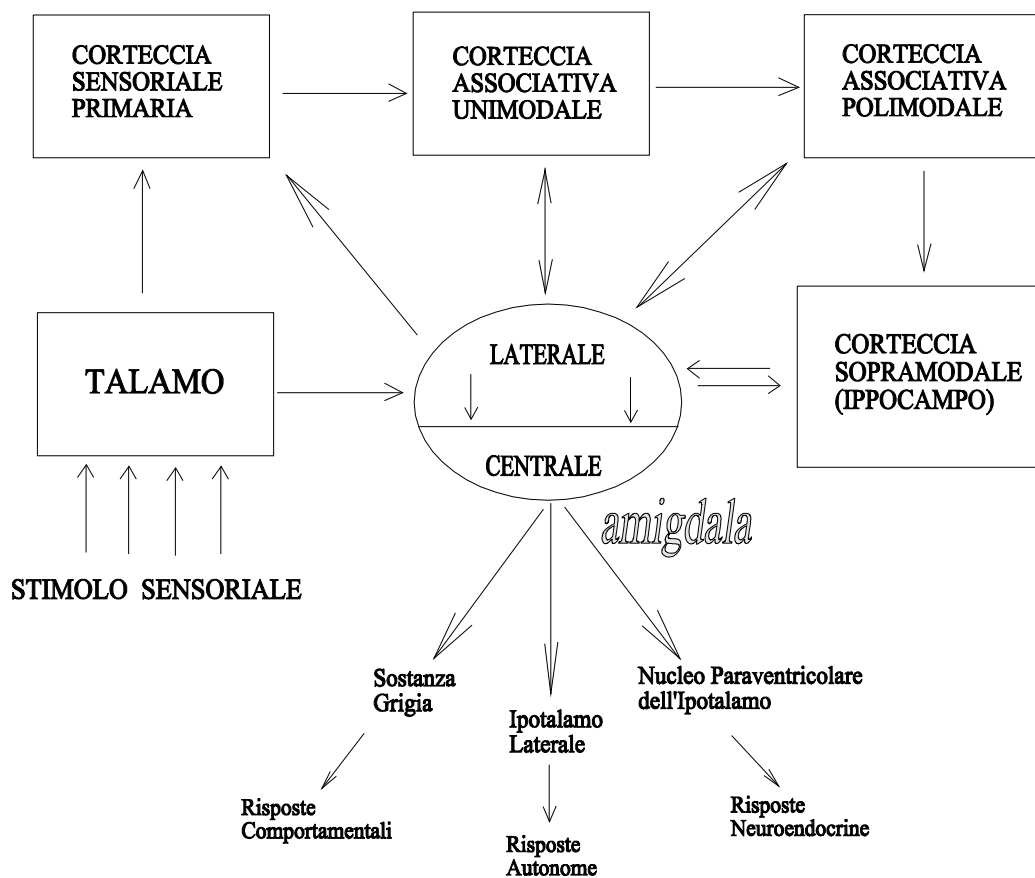 CORTECCIA
SENSORIALE
PRIMARIA
CORTECCIA
ASSOCIATIVA
UNIMODALE
CORTECCIA
ASSOCIATIVA
POLIMODALE
TALAMO
LATERALE
CENTRALE
CORTECCIA
SOPRAMODALE
(IPPOCAMPO)
amigdala
STIMOLO SENSORIALE
Sostanza
Grigia
Ipotalamo
Laterale
Nucleo Paraventricolare
dell'Ipotalamo
Risposte
Comportamentali
Risposte
Autonome
Risposte
Neuroendocrine